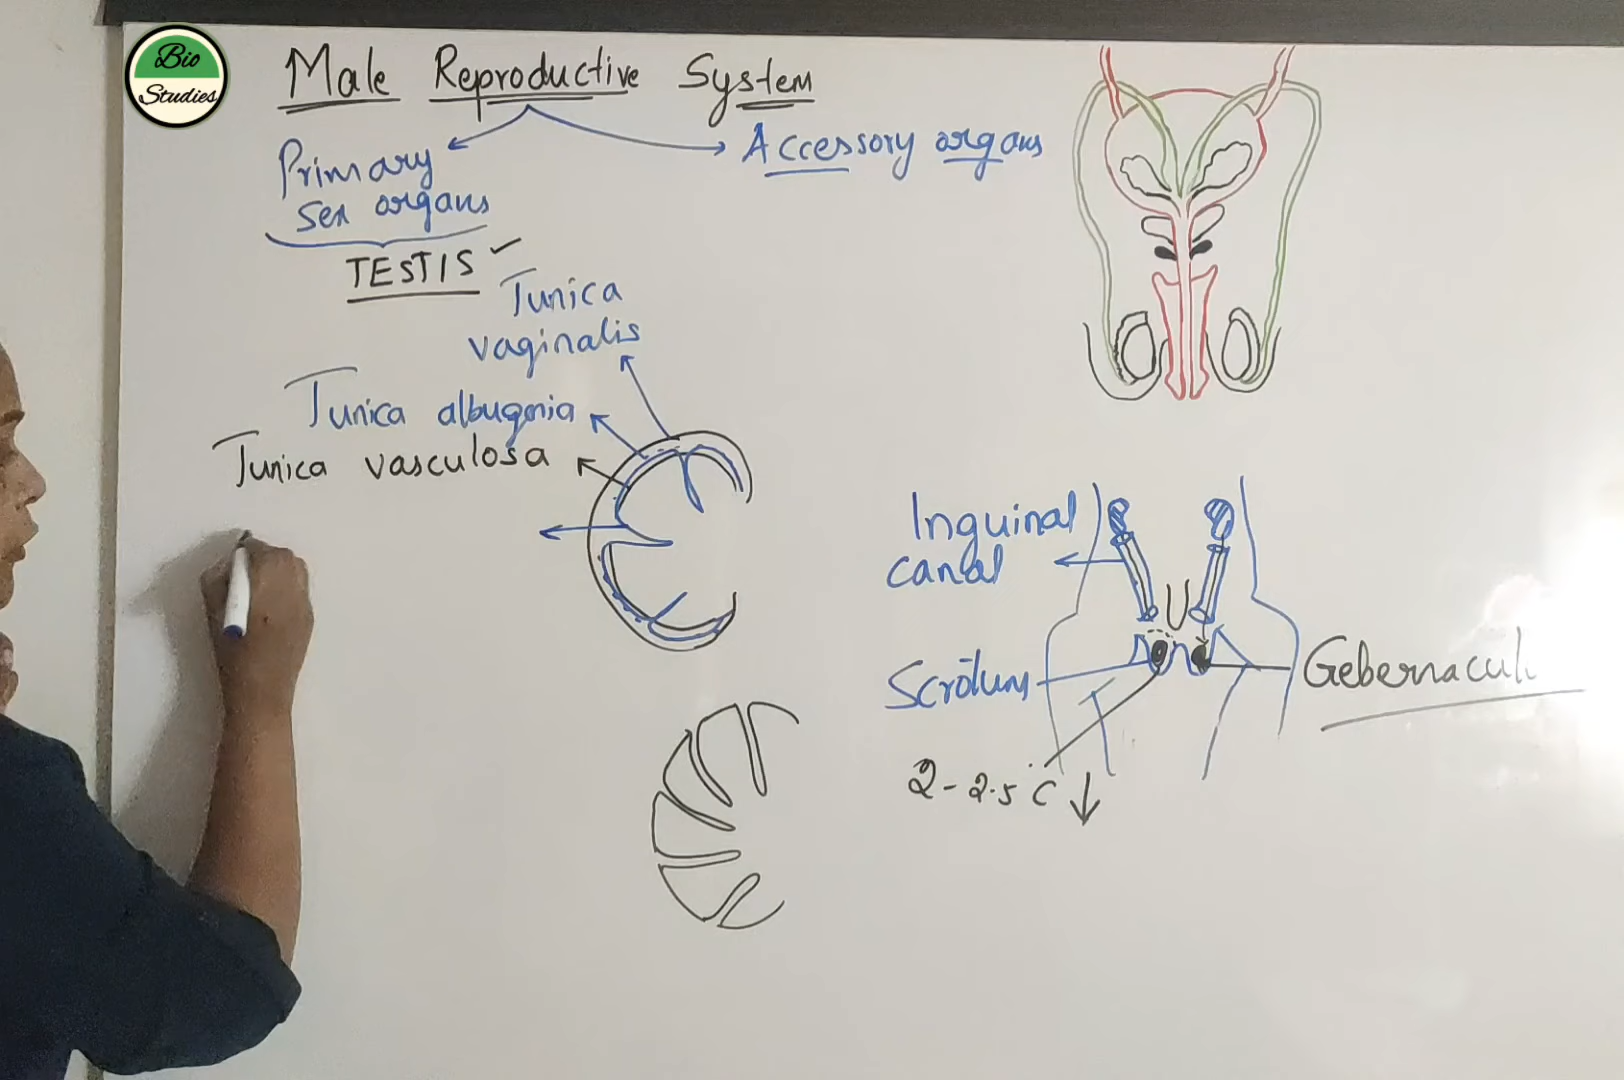 Bio
Studies
Male Reproductive System
Primary
sex organs
Accessory organs
TESTIS
Tunica
vaginalis
Tunica albugnia
Tunica vasculosa
Inguinal
canal
Scrotum
Gebernacul
2-2.5°C ↓